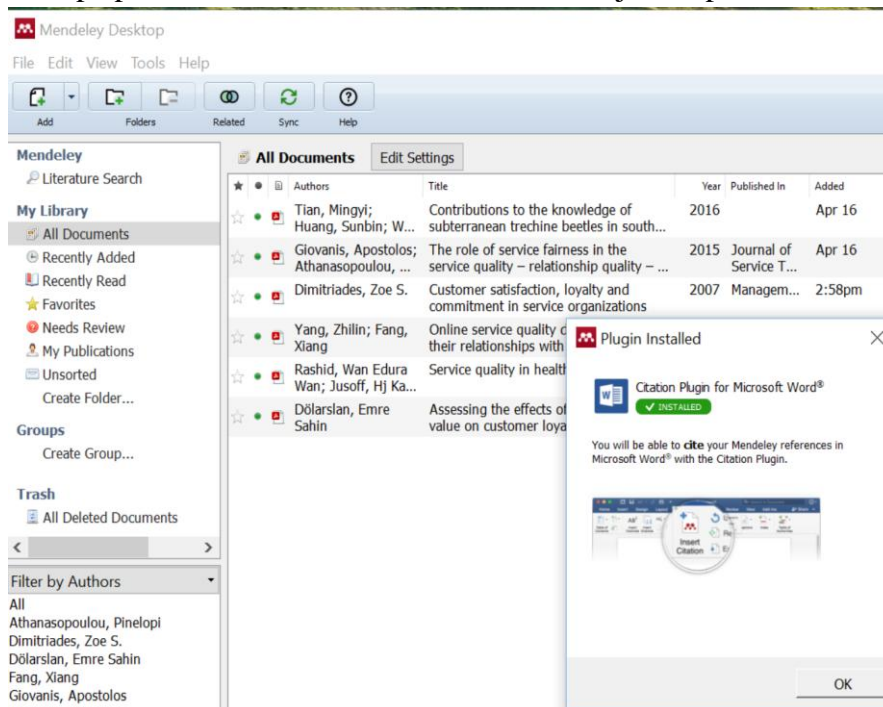 Mendeley Desktop
File Edit View Tools Help
Add Folders Related Sync Help
Mendeley
Literature Search
My Library
All Documents
Recently Added
Recently Read
Favorites
Needs Review
My Publications
Unsorted
Create Folder...
Groups
Create Group...
Trash
All Deleted Documents
Filter by Authors
All
Athanasopoulou, Pinelopi
Dimitriades, Zoe S.
Dölarslan, Emre Sahin
Fang, Xiang
Giovanis, Apostolos
All Documents Edit Settings
Authors Title Year Published In Added
Tian, Mingyi; Contributions to the knowledge of 2016 Apr 16
Huang, Sunbin; W... subterranean trechine beetles in south...
Giovanis, Apostolos; The role of service fairness in the 2015 Journal of Apr 16
Athanasopoulou, ... service quality – relationship quality – ... Service T...
Dimitriades, Zoe S. Customer satisfaction, loyalty and 2007 Managem... 2:58pm
commitment in service organizations
Yang, Zhilin; Fang, Online service quality d
Xiang their relationships with
Rashid, Wan Edura Service quality in health
Wan; Jusoff, Hj Ka...
Dölarslan, Emre Assessing the effects of
Sahin value on customer loya
Plugin Installed
Citation Plugin for Microsoft Word®
INSTALLED
You will be able to cite your Mendeley references in
Microsoft Word® with the Citation Plugin.
Insert
Citation
OK